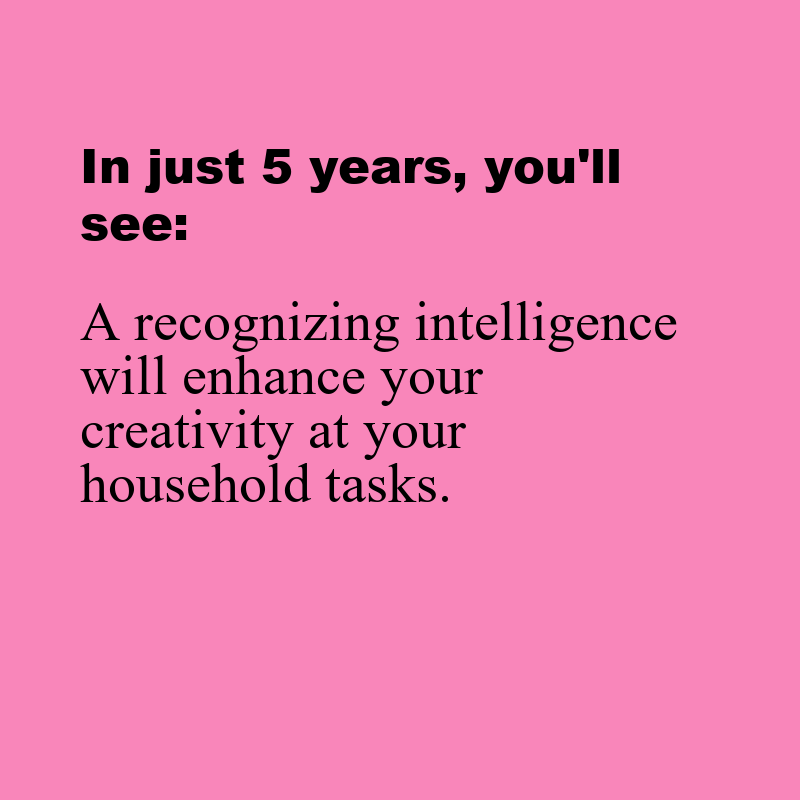 In just 5 years, you'll
see:
A recognizing intelligence
will enhance your
creativity at your
household tasks.